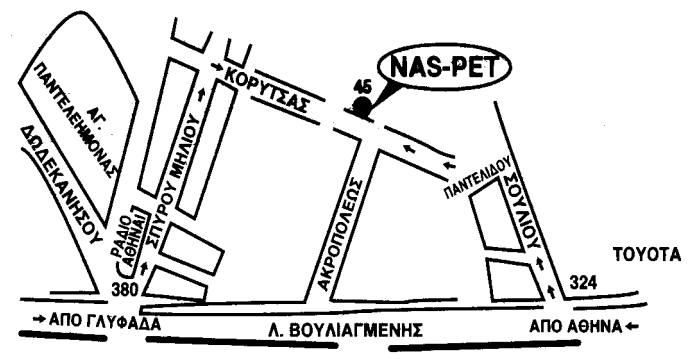 NAS-PET
45
ΚΟΡΥΤΣΑΣ
ΑΓ.
ΠΑΝΤΕΛΕΗΜΟΝΑΣ
ΔΩΔΕΚΑΝΗΣΟΥ
ΣΠΥΡΟΥ ΜΗΛΙΟΥ
ΡΑΔΙΟ
ΑΘΗΝΑΙ
ΑΚΡΟΠΟΛΕΩΣ
ΠΑΝΤΕΛΙΔΟΥ
ΣΟΥΛΙΟΥ
TOYOTA
380
324
→ΑΠΟ ΓΛΥΦΑΔΑ
Λ. ΒΟΥΛΙΑΓΜΕΝΗΣ
ΑΠΟ ΑΘΗΝΑ←